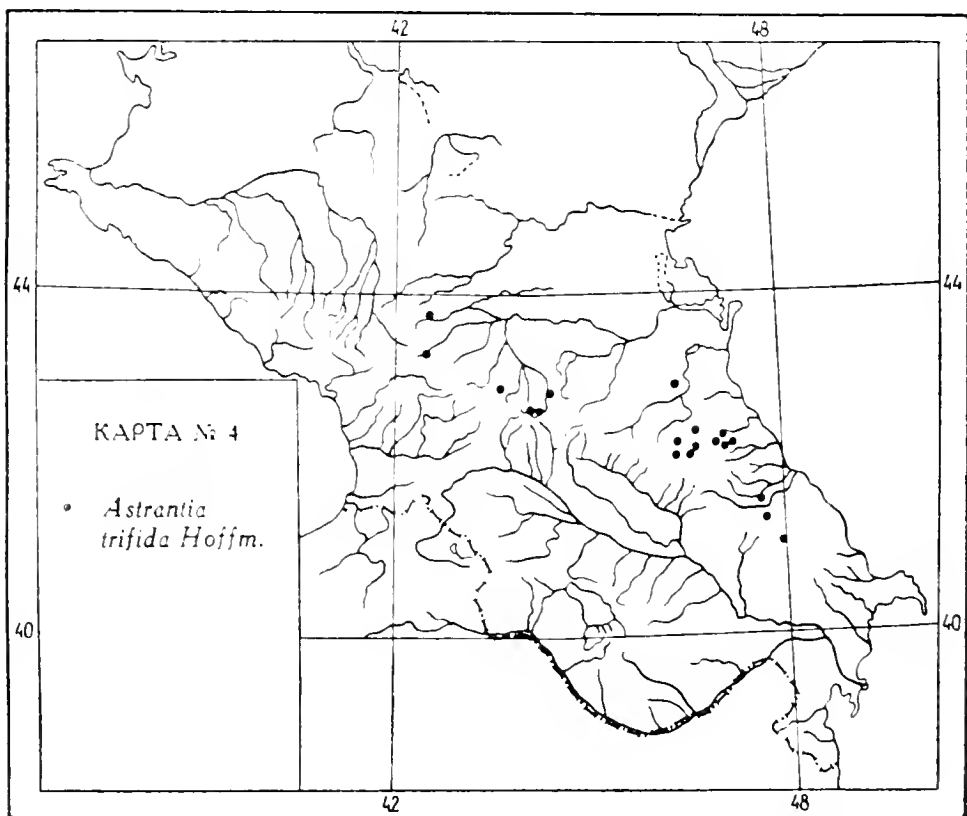 42 48
44 44
КАРТА № 4
Astrantia
trifida Hoffm.
40 40
42 48